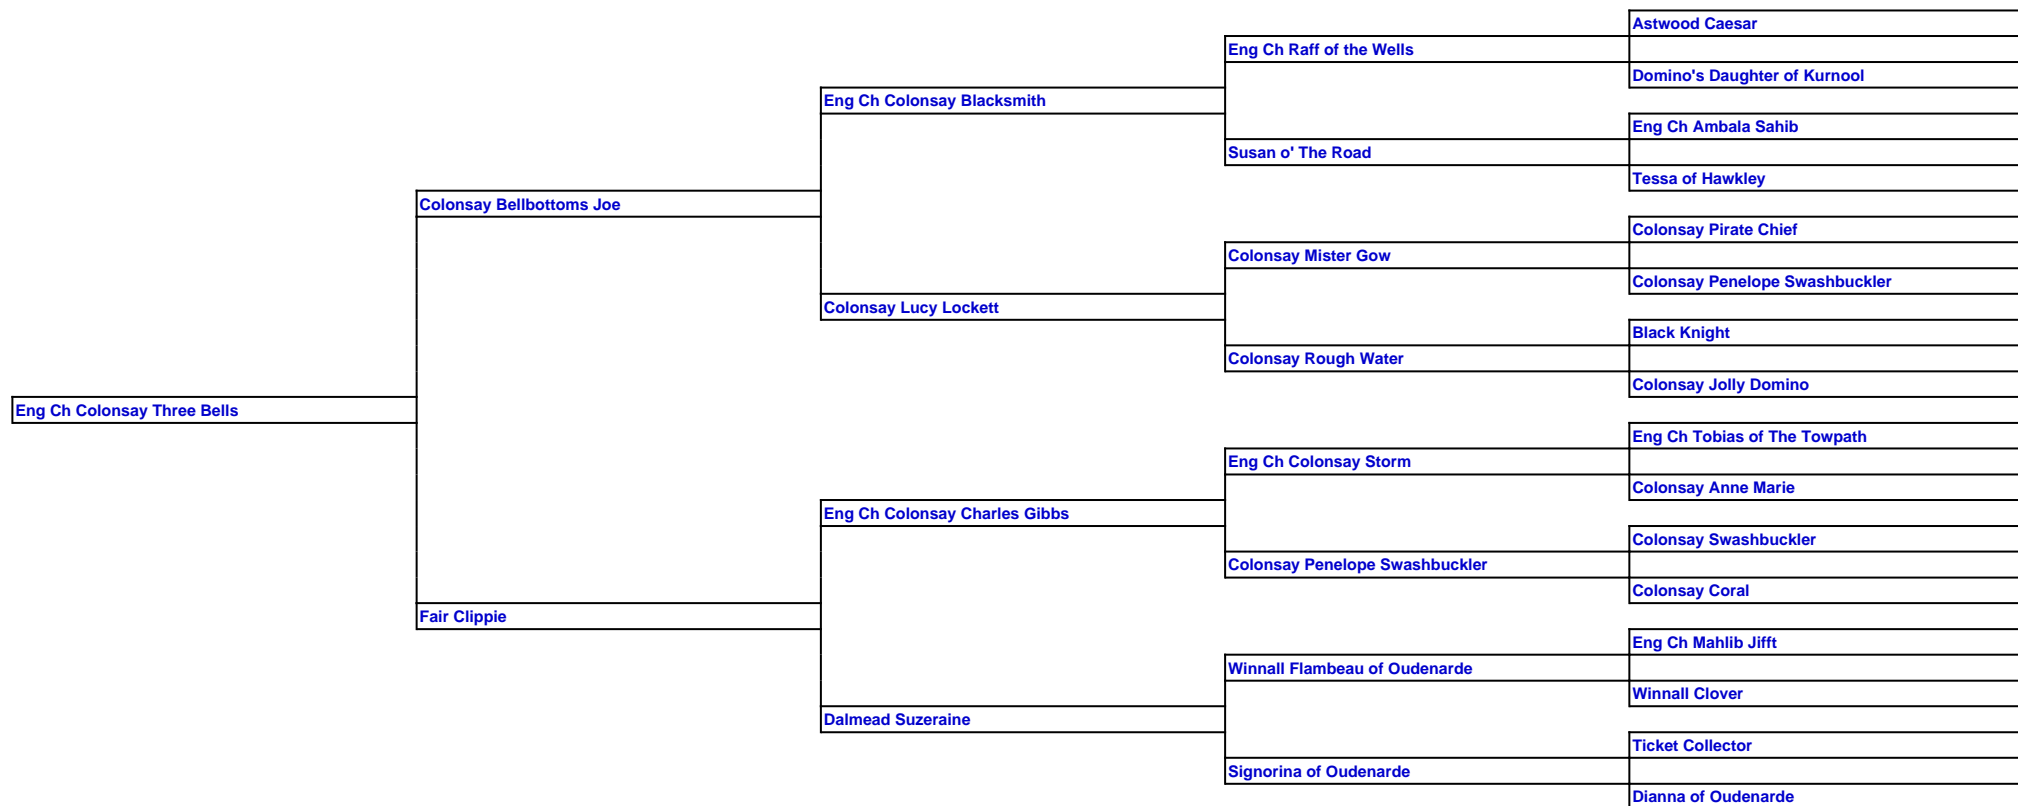 Astwood Caesar
Eng Ch Raff of the Wells
Domino's Daughter of Kurnool
Eng Ch Colonsay Blacksmith
Eng Ch Ambala Sahib
Susan o' The Road
Tessa of Hawkley
Colonsay Bellbottoms Joe
Colonsay Pirate Chief
Colonsay Mister Gow
Colonsay Penelope Swashbuckler
Colonsay Lucy Lockett
Black Knight
Colonsay Rough Water
Colonsay Jolly Domino
Eng Ch Colonsay Three Bells
Eng Ch Tobias of The Towpath
Eng Ch Colonsay Storm
Colonsay Anne Marie
Eng Ch Colonsay Charles Gibbs
Colonsay Swashbuckler
Colonsay Penelope Swashbuckler
Colonsay Coral
Fair Clippie
Eng Ch Mahlib Jifft
Winnall Flambeau of Oudenarde
Winnall Clover
Dalmead Suzeraine
Ticket Collector
Signorina of Oudenarde
Dianna of Oudenarde